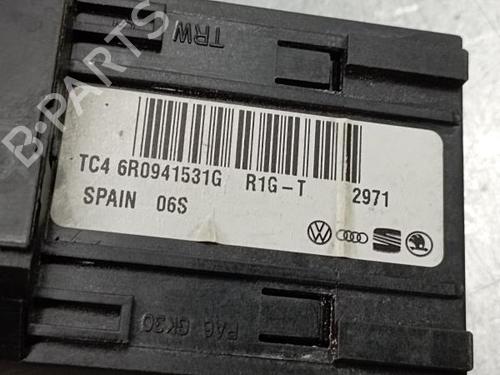 TRW
B-PARTS
TC4 6R0941531G R1G-T 2971
SPAIN 06S
PA6 GK30